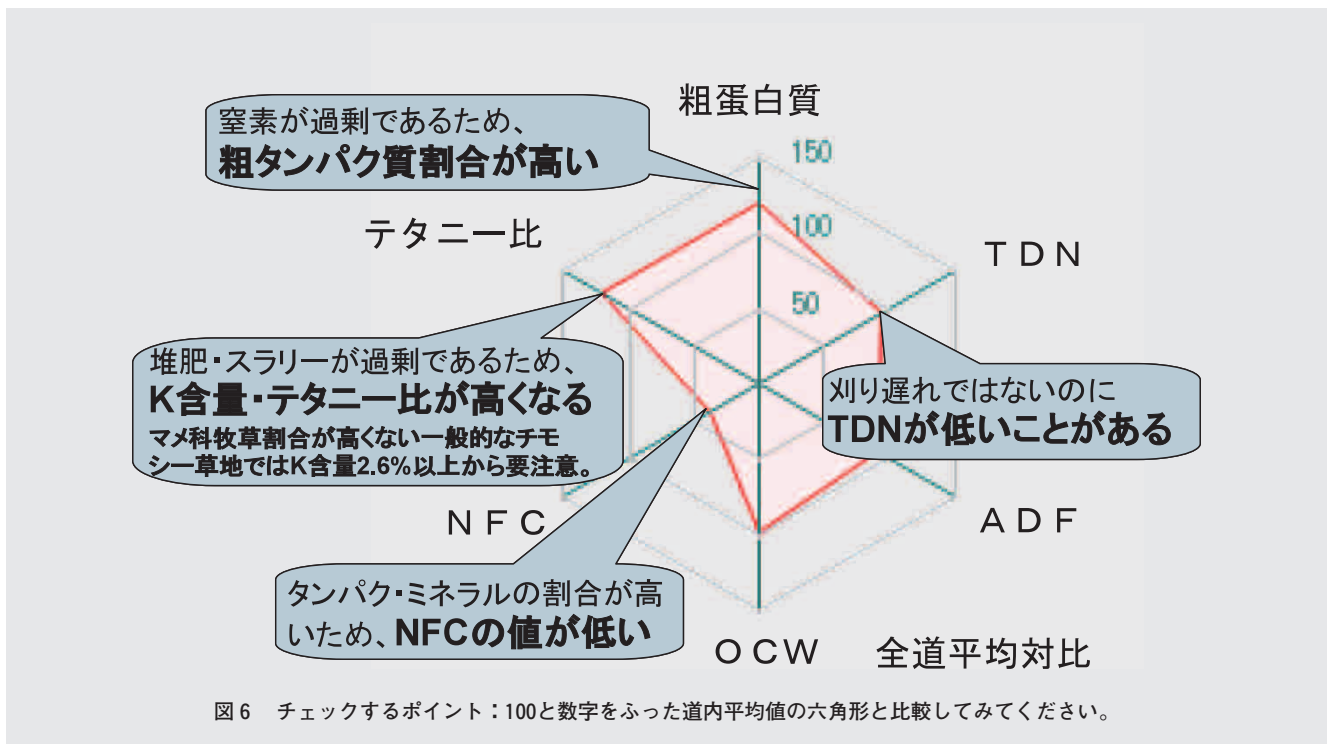 粗蛋白質
窒素が過剰であるため、
粗タンパク質割合が高い
150
100
50
テタニー比
ＴＤＮ
堆肥・スラリーが過剰であるため、
K含量・テタニー比が高くなる
マメ科牧草割合が高くない一般的なチモ
シー草地ではK含量2.6%以上から要注意。
刈り遅れではないのに
TDNが低いことがある
ＮＦＣ
ＡＤＦ
タンパク・ミネラルの割合が高
いため、NFCの値が低い
ＯＣＷ
全道平均対比
図６　チェックするポイント：100と数字をふった道内平均値の六角形と比較してみてください。